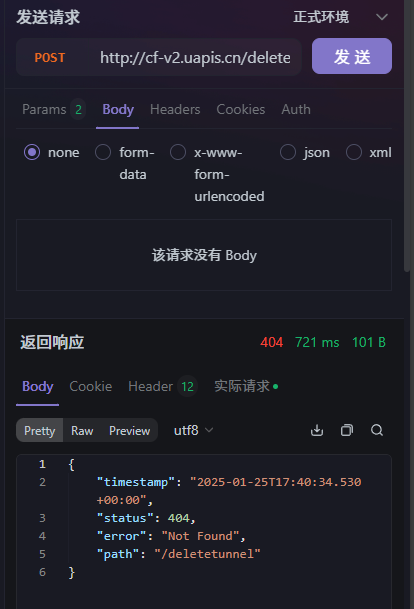 发送请求 正式环境
POST http://cf-v2.uapis.cn/delete 发 送
Params 2 Body Headers Cookies Auth
none form-data x-www-form-urlencoded json xml
该请求没有 Body
返回响应 404 721 ms 101 B
Body Cookie Header 12 实际请求
Pretty Raw Preview utf8
1 {
2 "timestamp": "2025-01-25T17:40:34.530
+00:00",
3 "status": 404,
4 "error": "Not Found",
5 "path": "/deletetunnel"
6 }